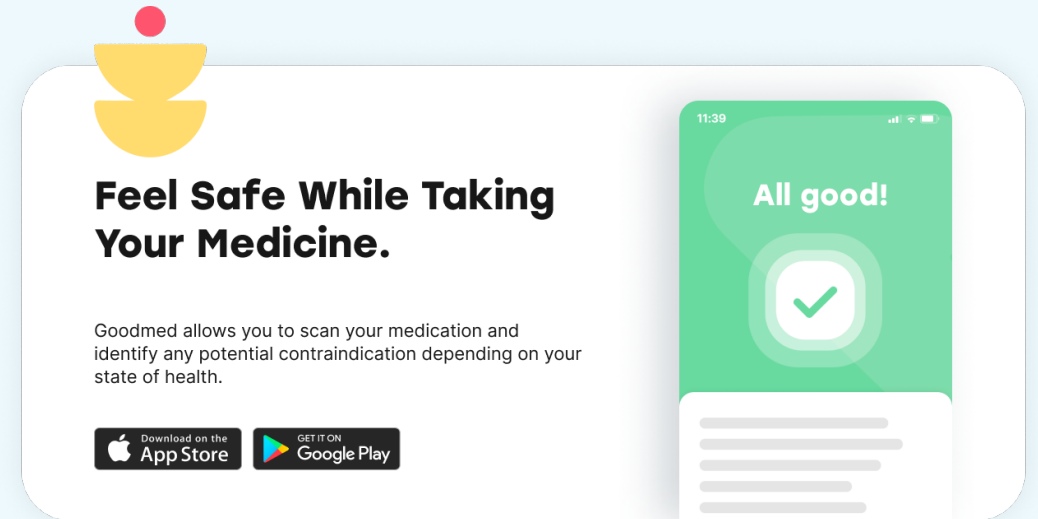 Feel Safe While Taking
Your Medicine.
Goodmed allows you to scan your medication and
identify any potential contraindication depending on your
state of health.
Download on the
App Store
GET IT ON
Google Play
11:39
All good!